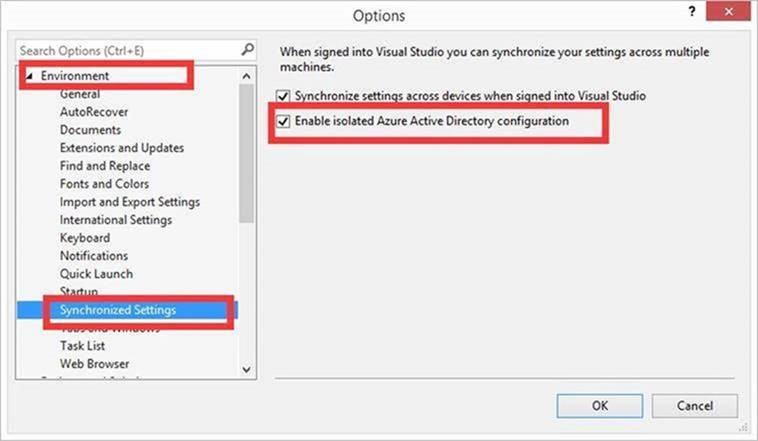 Options
?
Search Options (Ctrl+E)
Environment
General
AutoRecover
Documents
Extensions and Updates
Find and Replace
Fonts and Colors
Import and Export Settings
International Settings
Keyboard
Notifications
Quick Launch
Startup
Synchronized Settings
Tabs and Windows
Task List
Web Browser
When signed into Visual Studio you can synchronize your settings across multiple
machines.
Synchronize settings across devices when signed into Visual Studio
Enable isolated Azure Active Directory configuration
OK
Cancel